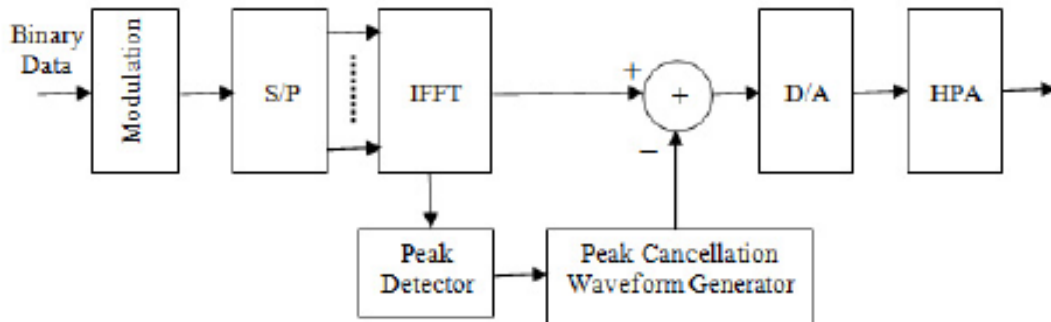 Binary
Data
Modulation
S/P
IFFT
+
+
−
D/A
HPA
Peak
Detector
Peak Cancellation
Waveform Generator